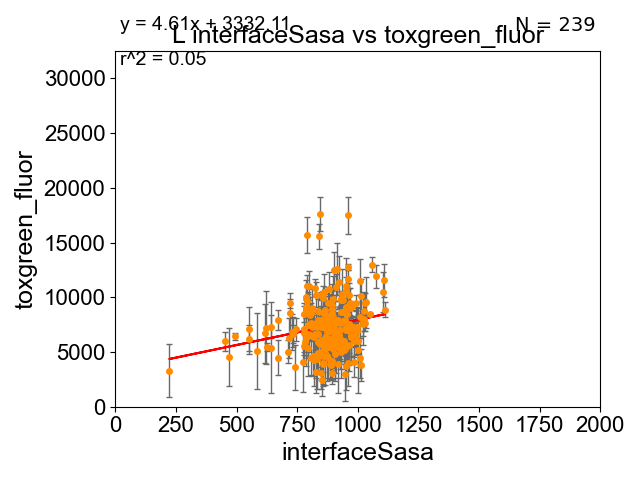 y = 4.61x + 3332.11
N = 239
L interfaceSasa vs toxgreen_fluor
r^2 = 0.05
30000
25000
20000
15000
10000
5000
0
toxgreen_fluor
0 250 500 750 1000 1250 1500 1750 2000
interfaceSasa